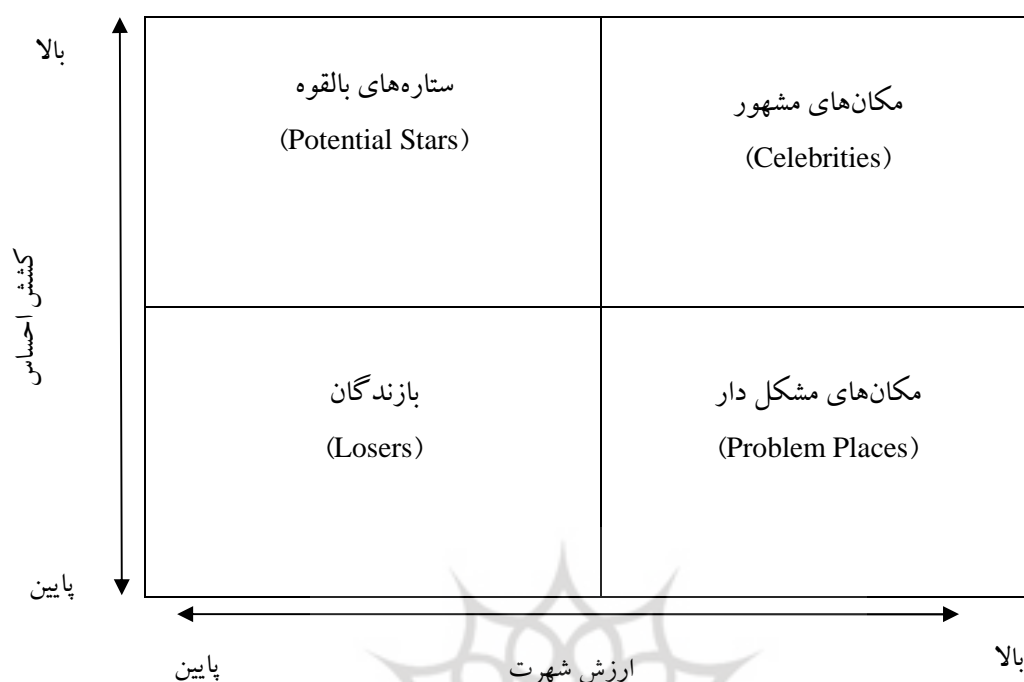 بالا
ستاره‌های بالقوه
(Potential Stars)
مکان‌های مشهور
(Celebrities)
کشش احساس
بازندگان
(Losers)
مکان‌های مشکل دار
(Problem Places)
پایین
پایین
ارزش شهرت
بالا